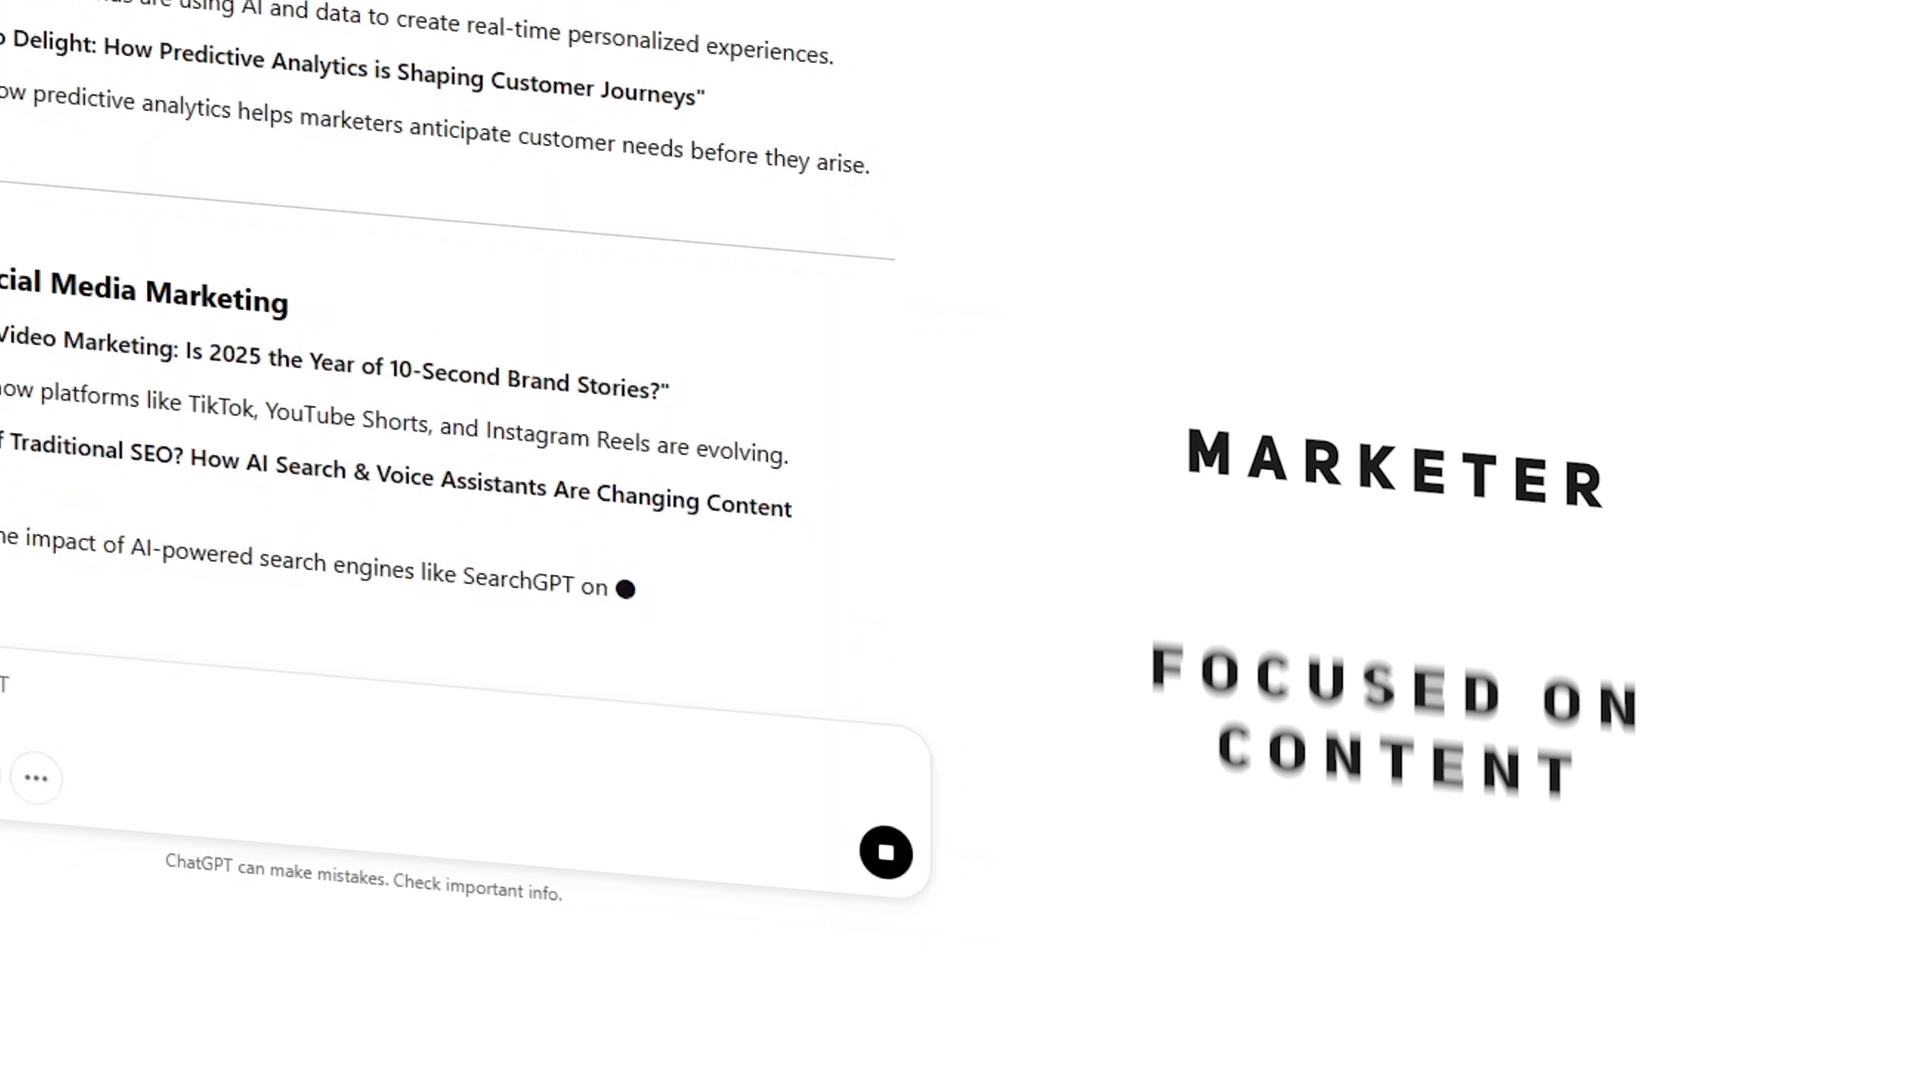 using AI and data to create real-time personalized experiences.
Delight: How Predictive Analytics is Shaping Customer Journeys"
predictive analytics helps marketers anticipate customer needs before they arise.
Media Marketing
Video Marketing: Is 2025 the Year of 10-Second Brand Stories?"
platforms like TikTok, YouTube Shorts, and Instagram Reels are evolving.
Traditional SEO? How AI Search & Voice Assistants Are Changing Content
impact of AI-powered search engines like SearchGPT on
ChatGPT can make mistakes. Check important info.
MARKETER
FOCUSED ON
CONTENT